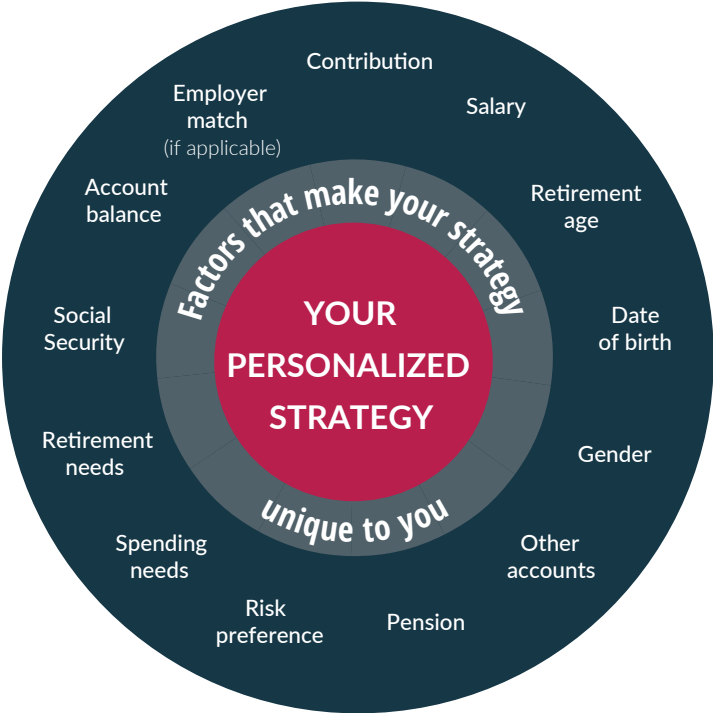 YOUR
PERSONALIZED
STRATEGY
Factors that make your strategy
unique to you
Contribution
Salary
Retirement
age
Date
of birth
Gender
Other
accounts
Pension
Risk
preference
Spending
needs
Retirement
needs
Social
Security
Account
balance
Employer
match
(if applicable)